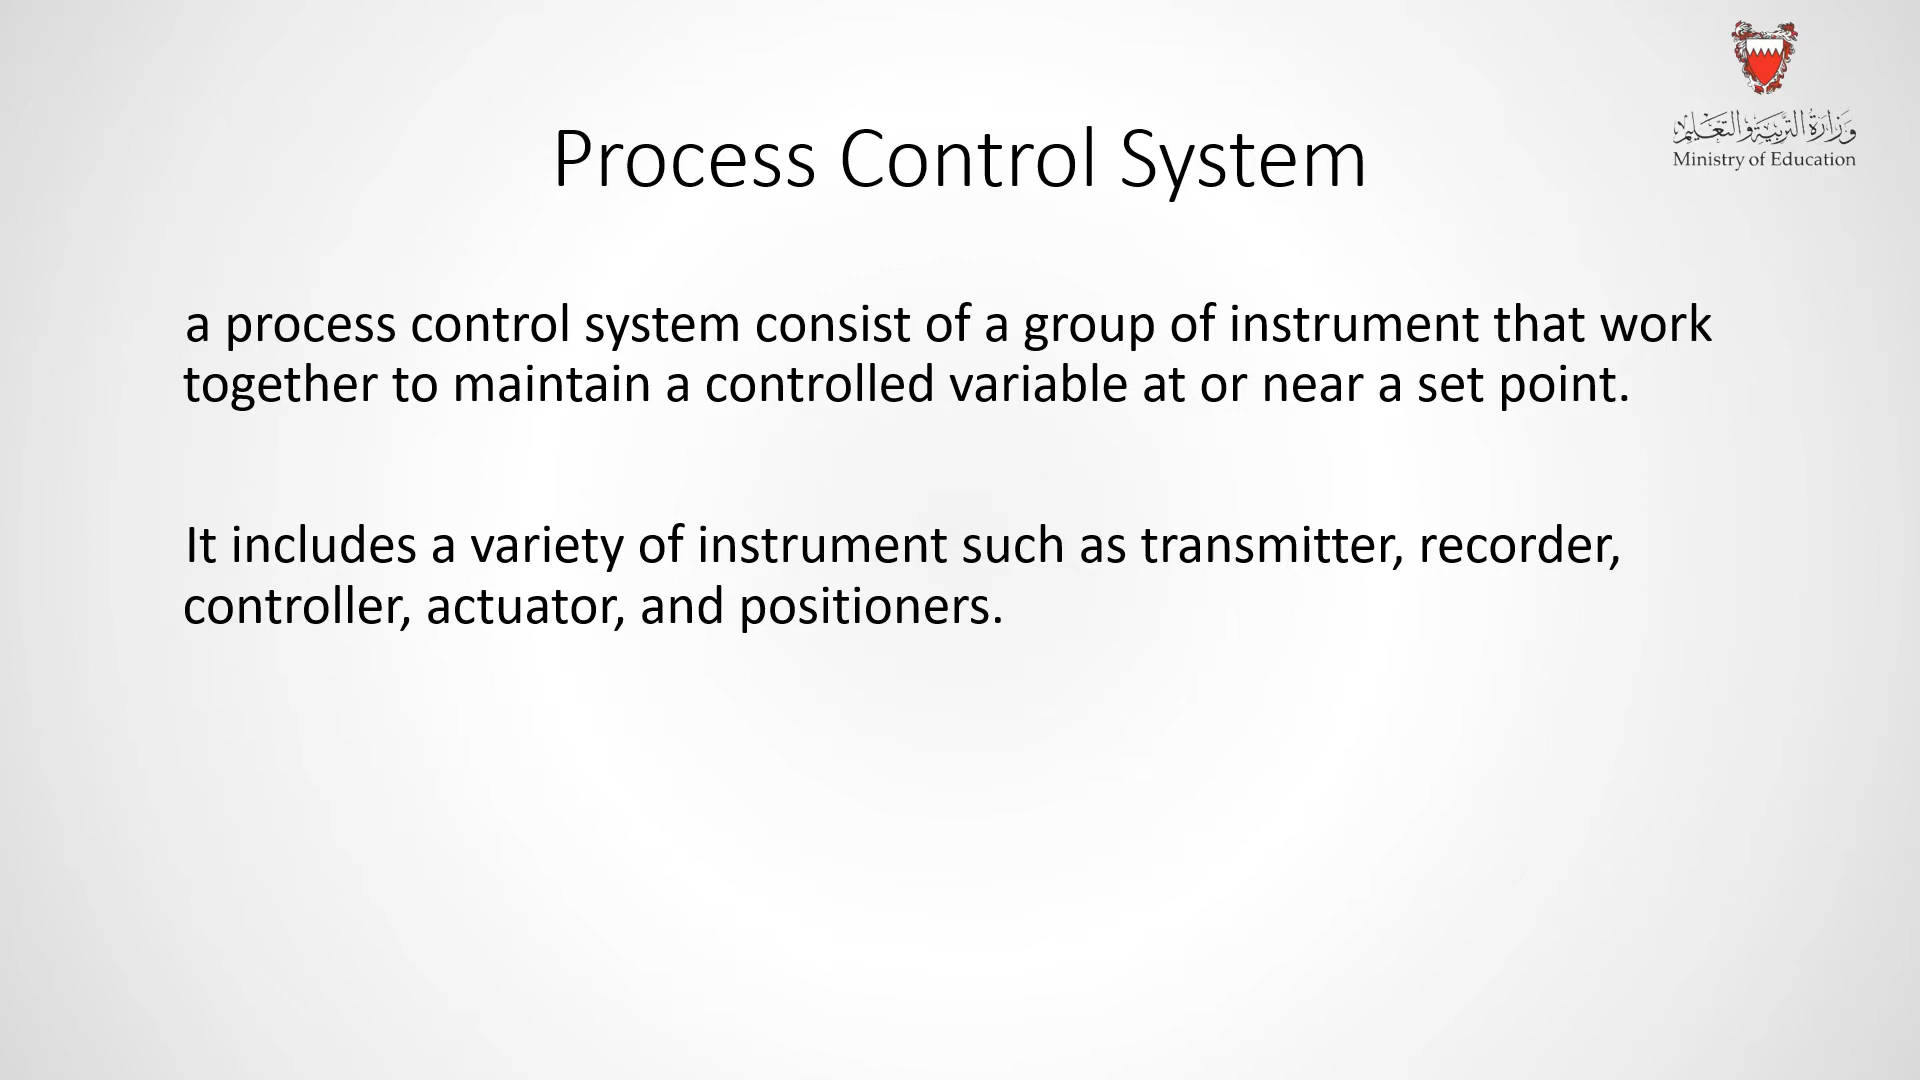 وزارة التربية والتعليم
Ministry of Education
Process Control System
a process control system consist of a group of instrument that work
together to maintain a controlled variable at or near a set point.
It includes a variety of instrument such as transmitter, recorder,
controller, actuator, and positioners.